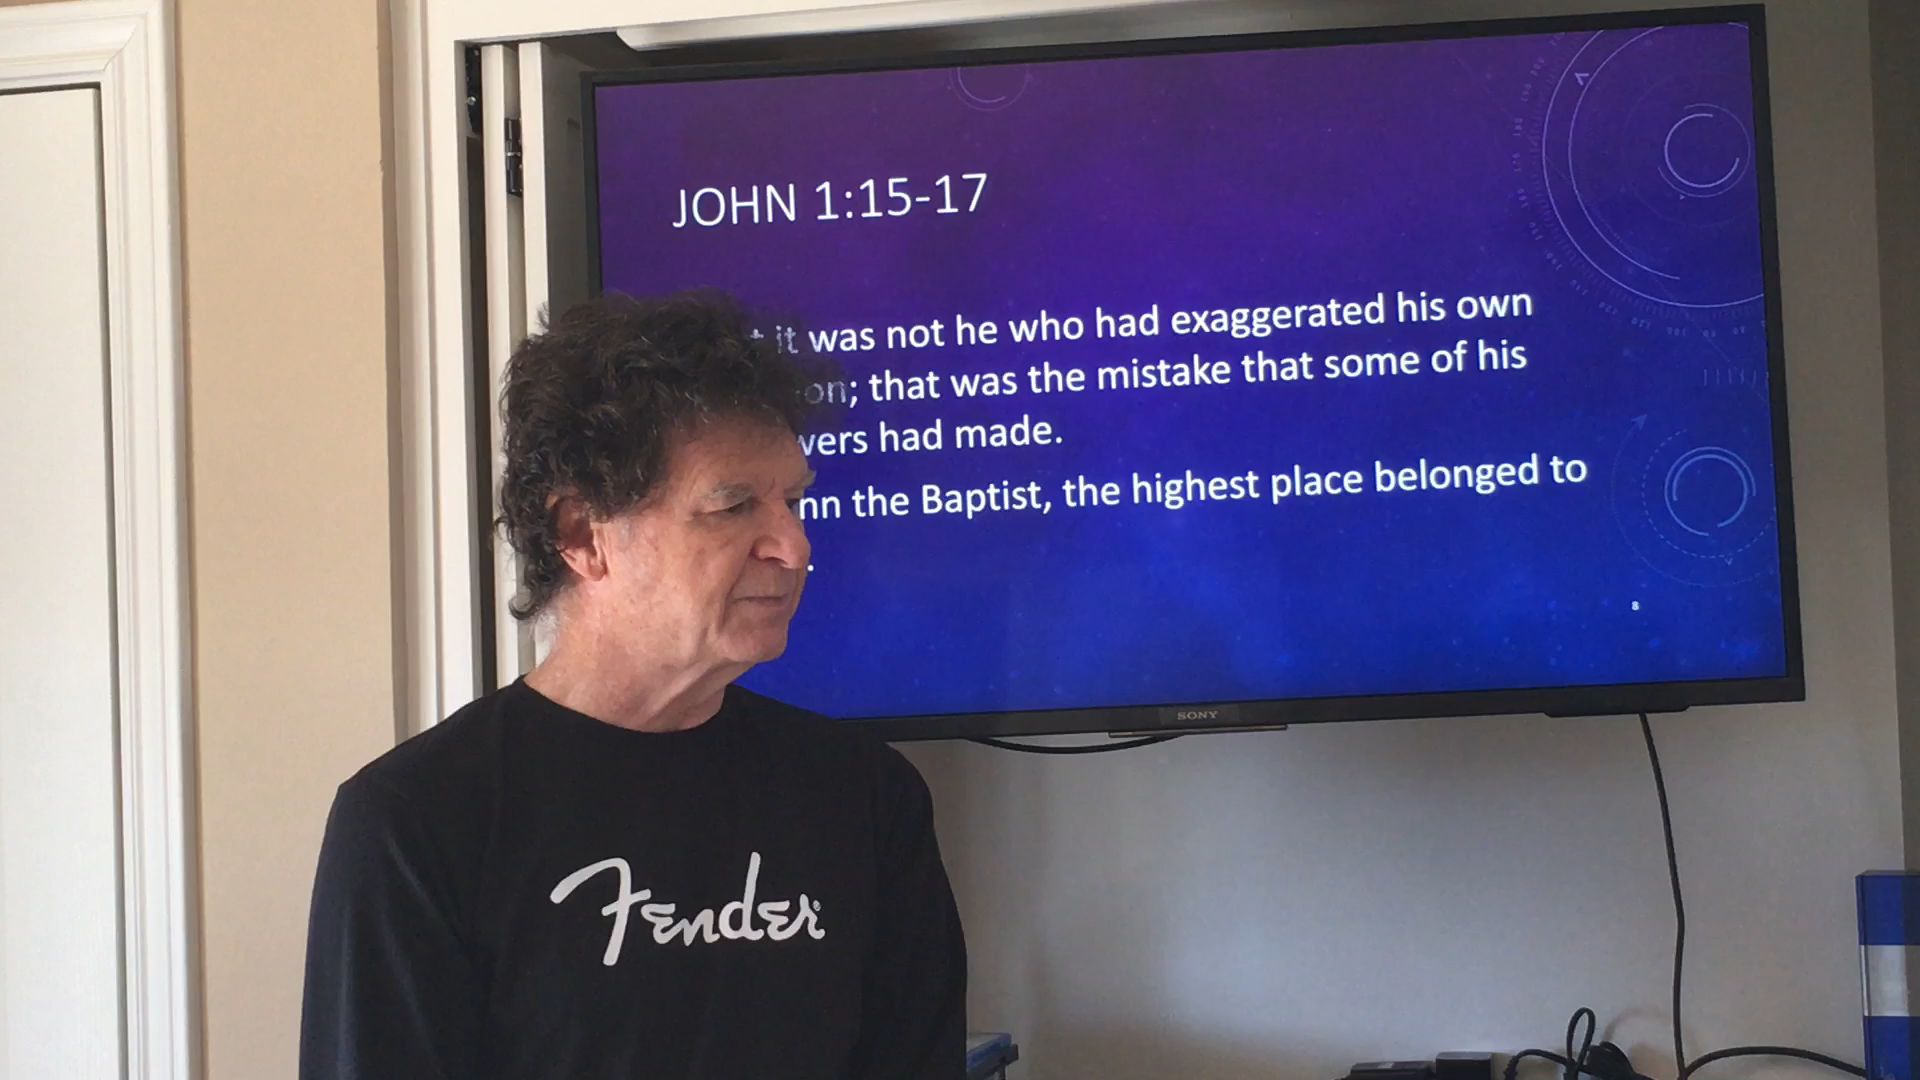 JOHN 1:15-17
it was not he who had exaggerated his own
on; that was the mistake that some of his
wers had made.
hn the Baptist, the highest place belonged to
.
8
SONY
Fender